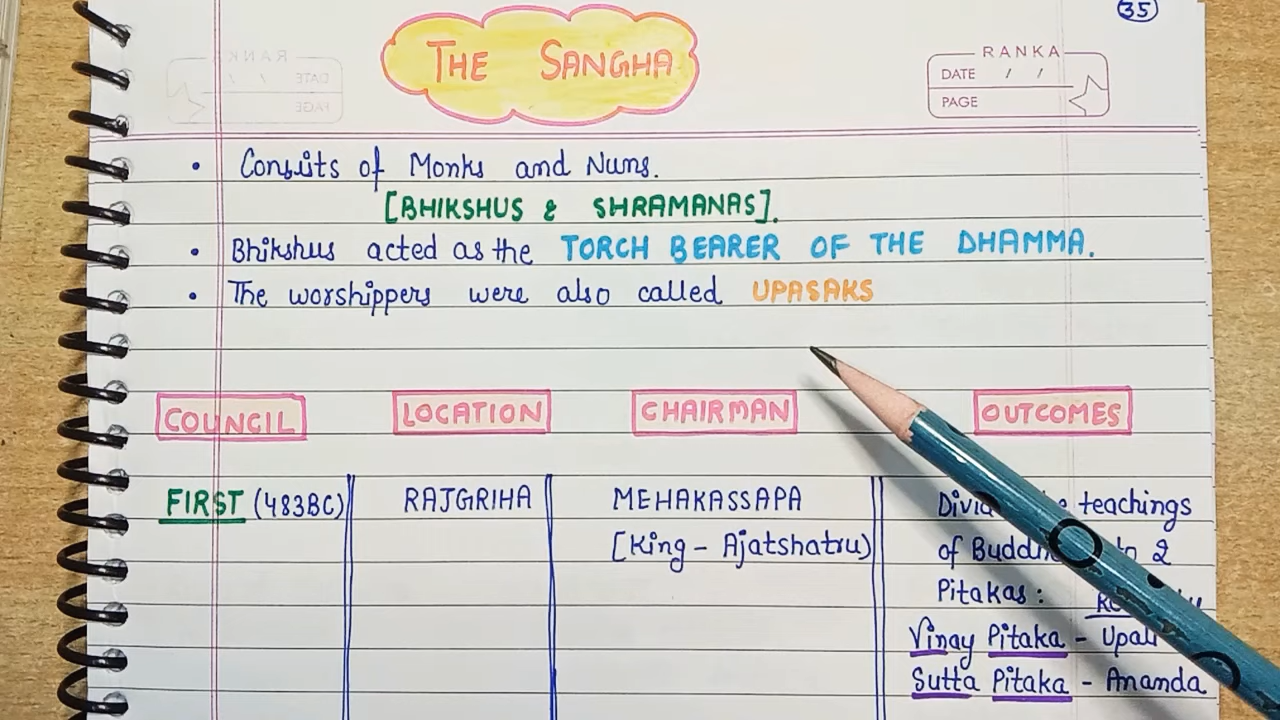 35
THE SANGHA
RANKA
DATE / /
PAGE
• Consists of Monks and Nuns.
[BHIKSHUS & SHRAMANAS].
• Bhikshus acted as the TORCH BEARER OF THE DHAMMA.
• The worshippers were also called UPASAKS
COUNCIL LOCATION CHAIRMAN OUTCOMES
FIRST (483BC) RAJGRIHA MEHAKASSAPA teachings
[King - Ajatshatru) of 2
Pitakas:
Vinay Pitaka - Upali
Sutta Pitaka - Ananda